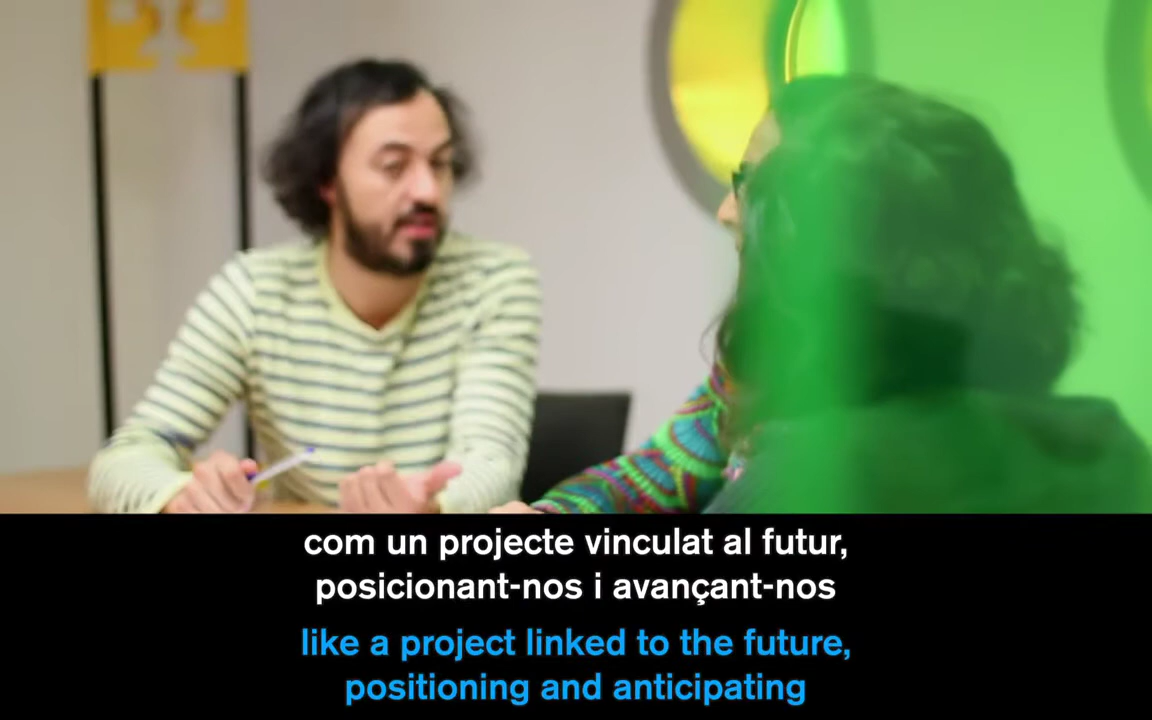 com un projecte vinculat al futur,
posicionant-nos i avançant-nos
like a project linked to the future,
positioning and anticipating